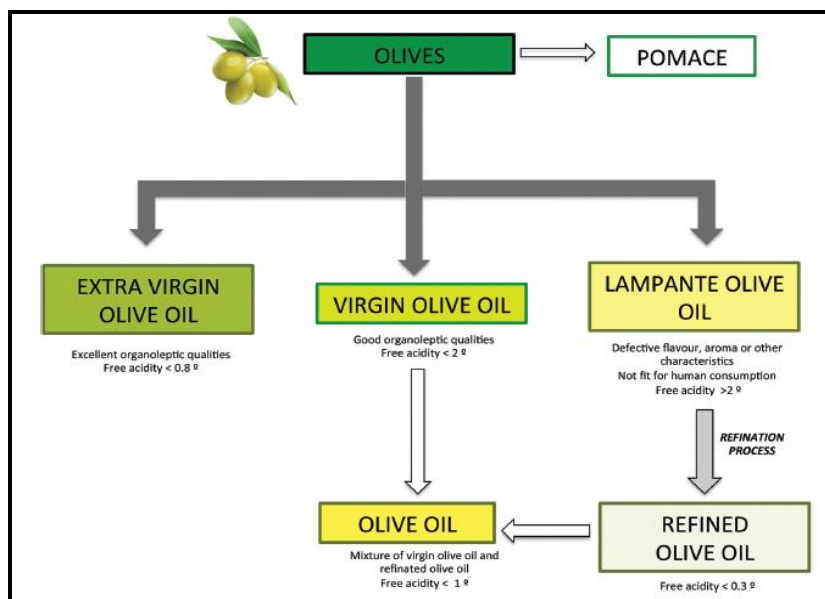 OLIVES
POMACE
EXTRA VIRGIN
OLIVE OIL
Excellent organoleptic qualities
Free acidity < 0.8 º
VIRGIN OLIVE OIL
Good organoleptic qualities
Free acidity < 2 º
LAMPANTE OLIVE
OIL
Defective flavour, aroma or other
characteristics
Not fit for human consumption
Free acidity >2 º
REFINATION
PROCESS
OLIVE OIL
Mixture of virgin olive oil and
refinated olive oil
Free acidity < 1 º
REFINED
OLIVE OIL
Free acidity < 0.3 º